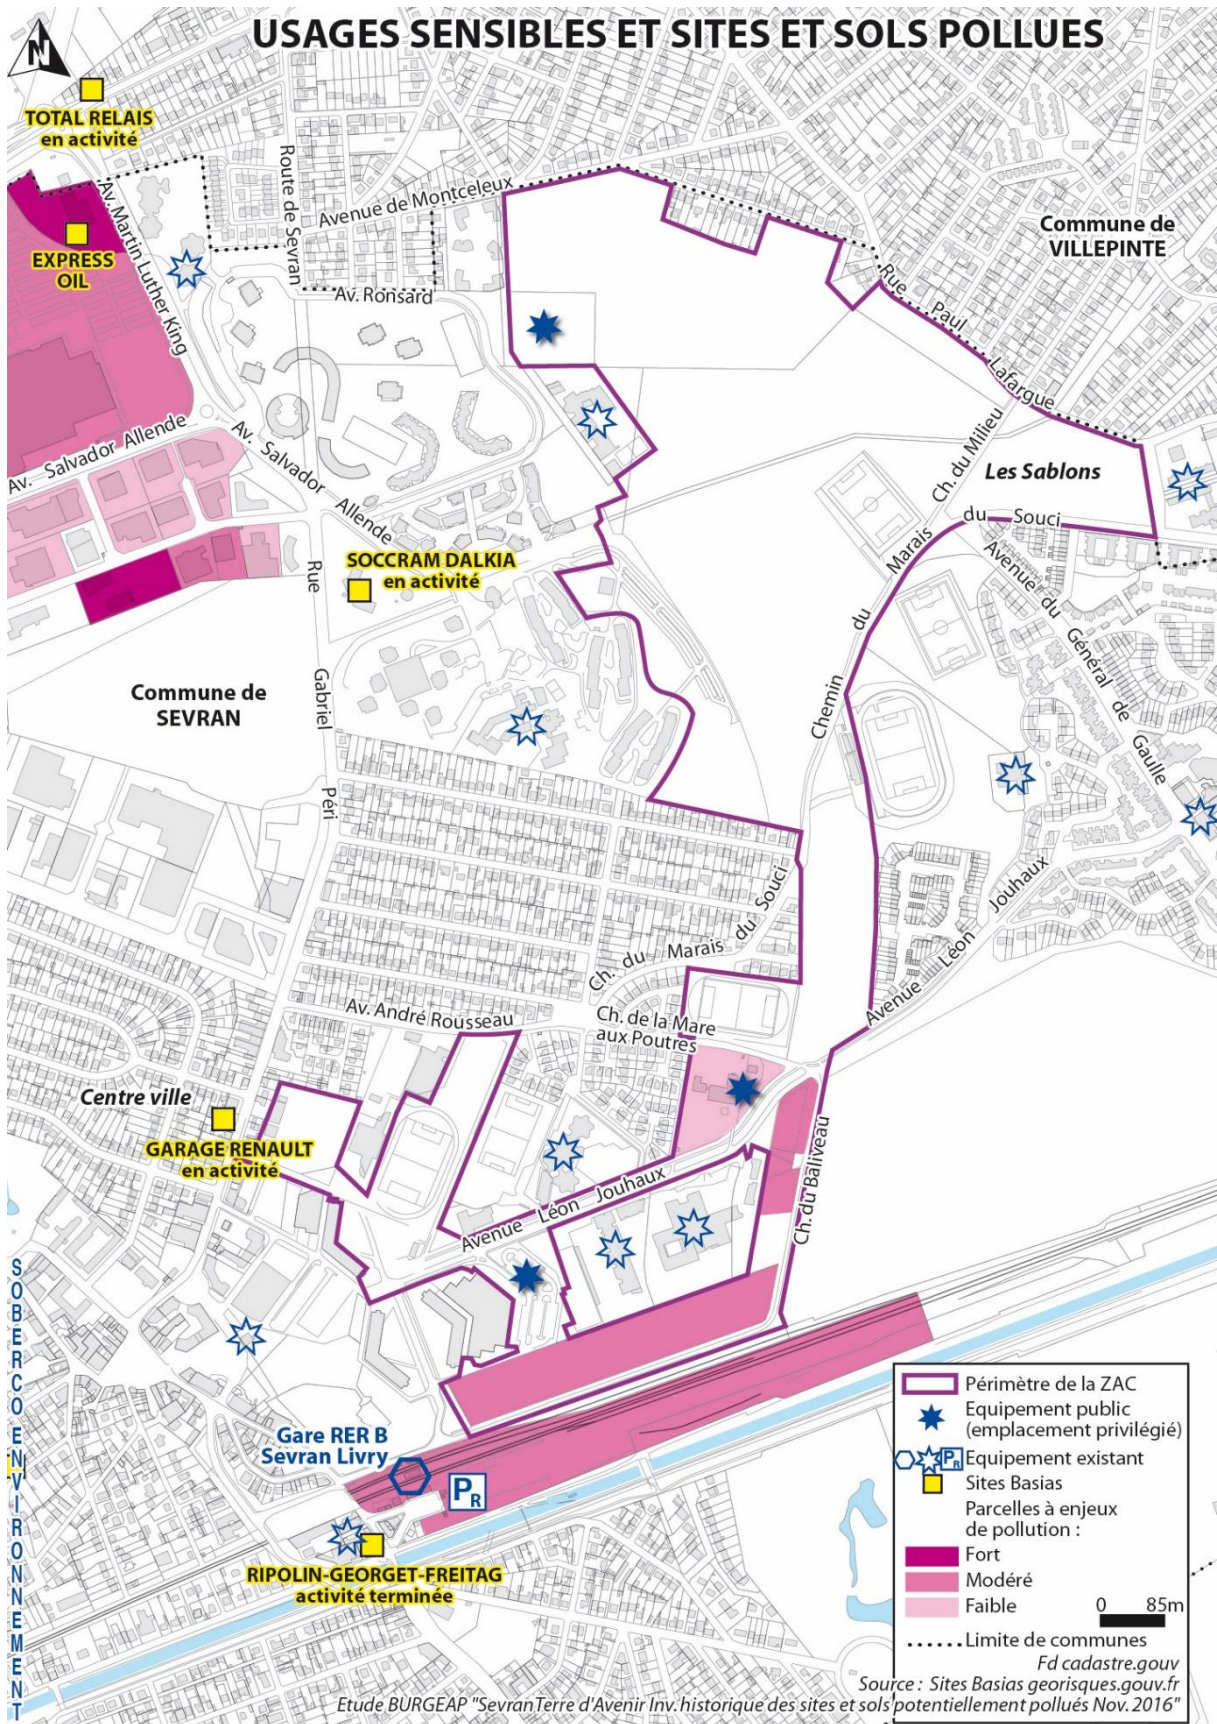 USAGES SENSIBLES ET SITES ET SOLS POLLUES
N
TOTAL RELAIS
en activité
EXPRESS
OIL
Av. Martin Luther King
Route de Sevran
Avenue de Montceleux
Av. Ronsard
Commune de
VILLEPINTE
Rue Paul Lafargue
Av. Salvador Allende
Av. Salvador Allende
Ch. du Milieu
Les Sablons
SOCCRAM DALKIA
en activité
Chemin du Marais du Souci
Avenue du Général de Gaulle
Commune de
SEVRAN
Rue Gabriel Péri
Ch. du Marais du Souci
Avenue Léon Jouhaux
Av. André Rousseau
Ch. de la Mare
aux Poutres
Centre ville
GARAGE RENAULT
en activité
Avenue Léon Jouhaux
Ch. du Baliveau
SOBERCO ENVIRONNEMENT
Gare RER B
Sevran Livry
PR
RIPOLIN-GEORGET-FREITAG
activité terminée
Périmètre de la ZAC
Equipement public
(emplacement privilégié)
PR
Equipement existant
Sites Basias
Parcelles à enjeux
de pollution :
Fort
Modéré
Faible
0 85m
Limite de communes
Fd cadastre.gouv
Source : Sites Basias georisques.gouv.fr
Etude BURGEAP "SevranTerre d'Avenir Inv. historique des sites et sols potentiellement pollués Nov. 2016"